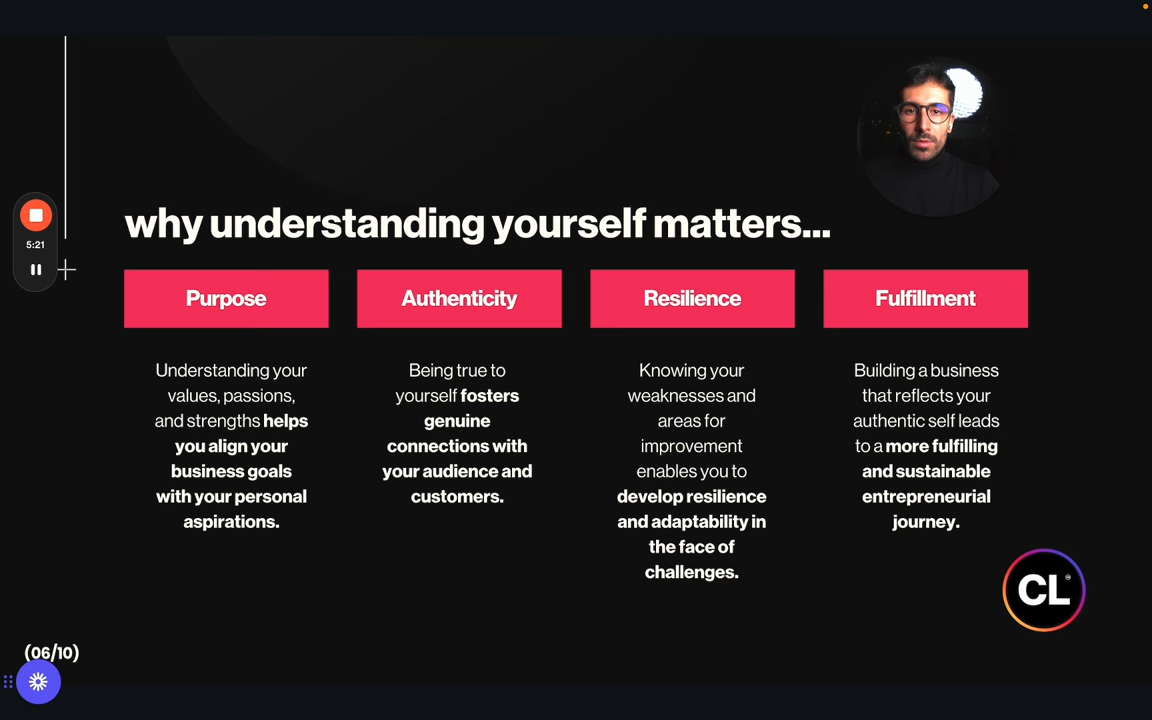 why understanding yourself matters...
5:21
Purpose
Understanding your
values, passions,
and strengths helps
you align your
business goals
with your personal
aspirations.
Authenticity
Being true to
yourself fosters
genuine
connections with
your audience and
customers.
Resilience
Knowing your
weaknesses and
areas for
improvement
enables you to
develop resilience
and adaptability in
the face of
challenges.
Fulfillment
Building a business
that reflects your
authentic self leads
to a more fulfilling
and sustainable
entrepreneurial
journey.
CL
(06/10)